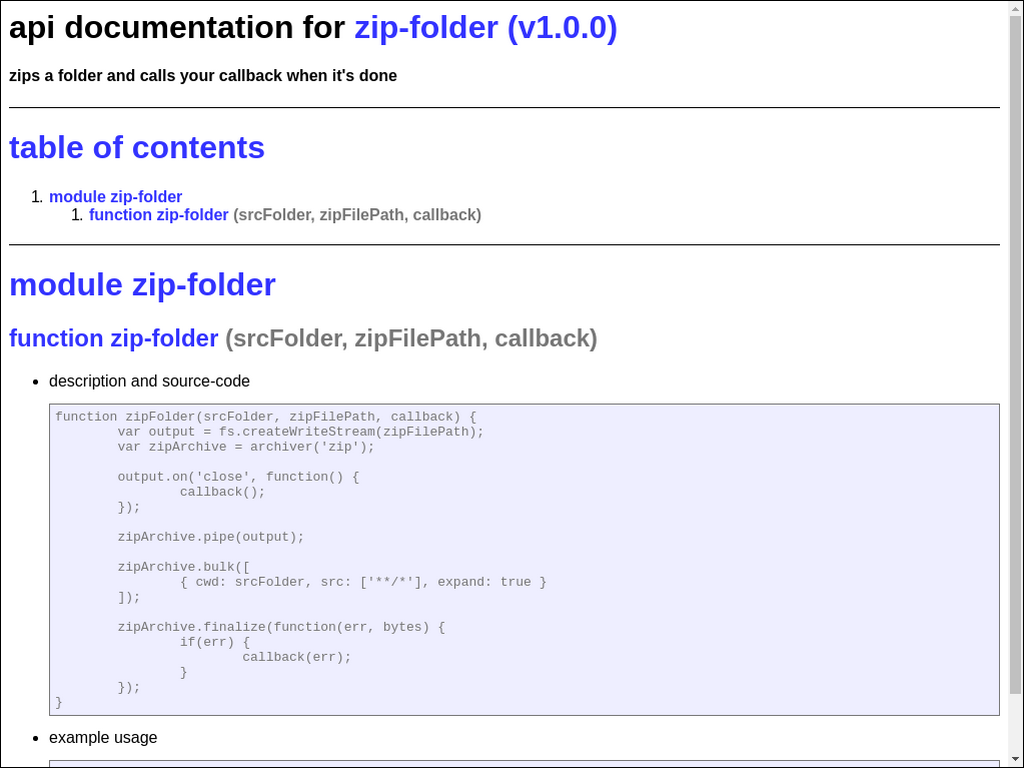 api documentation for zip-folder (v1.0.0)
zips a folder and calls your callback when it's done
table of contents
1. module zip-folder
1. function zip-folder (srcFolder, zipFilePath, callback)
module zip-folder
function zip-folder (srcFolder, zipFilePath, callback)
• description and source-code
function zipFolder(srcFolder, zipFilePath, callback) {
        var output = fs.createWriteStream(zipFilePath);
        var zipArchive = archiver('zip');
        output.on('close', function() {
                callback();
        });
        zipArchive.pipe(output);
        zipArchive.bulk([
                { cwd: srcFolder, src: ['**/*'], expand: true }
        ]);
        zipArchive.finalize(function(err, bytes) {
                if(err) {
                        callback(err);
                }
        });
}
• example usage